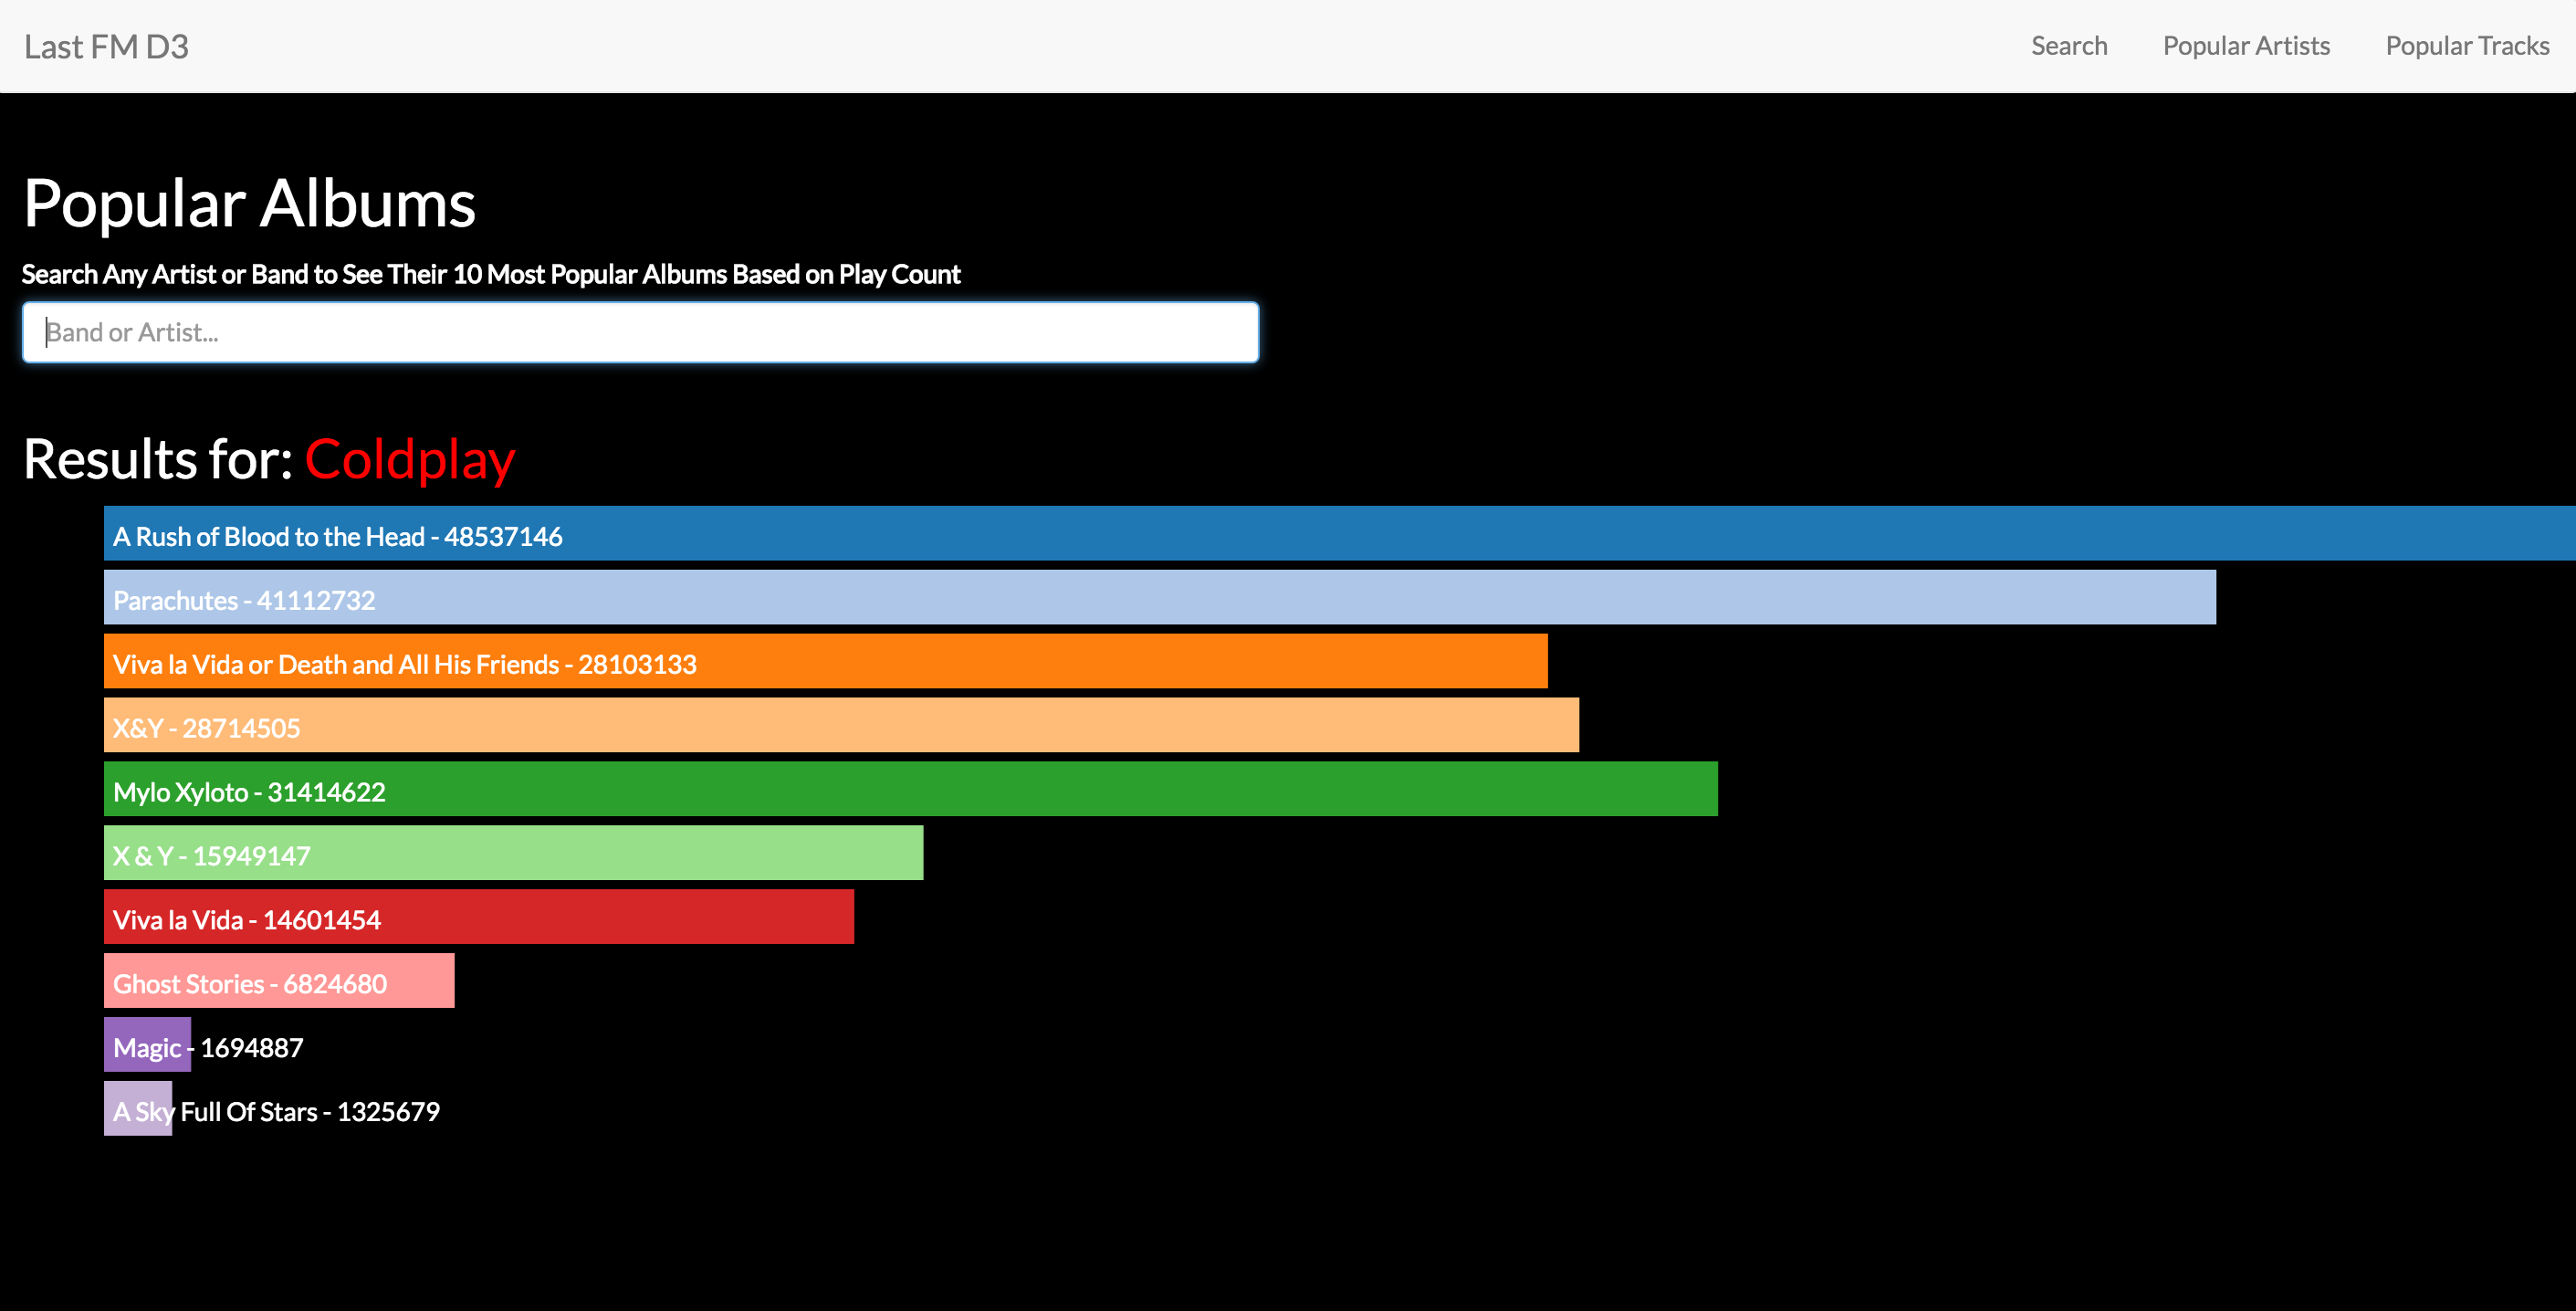 Last FM D3 Search Popular Artists Popular Tracks
Popular Albums
Search Any Artist or Band to See Their 10 Most Popular Albums Based on Play Count
Band or Artist...
Results for: Coldplay
A Rush of Blood to the Head - 48537146
Parachutes - 41112732
Viva la Vida or Death and All His Friends - 28103133
X&Y - 28714505
Mylo Xyloto - 31414622
X & Y - 15949147
Viva la Vida - 14601454
Ghost Stories - 6824680
Magic - 1694887
A Sky Full Of Stars - 1325679